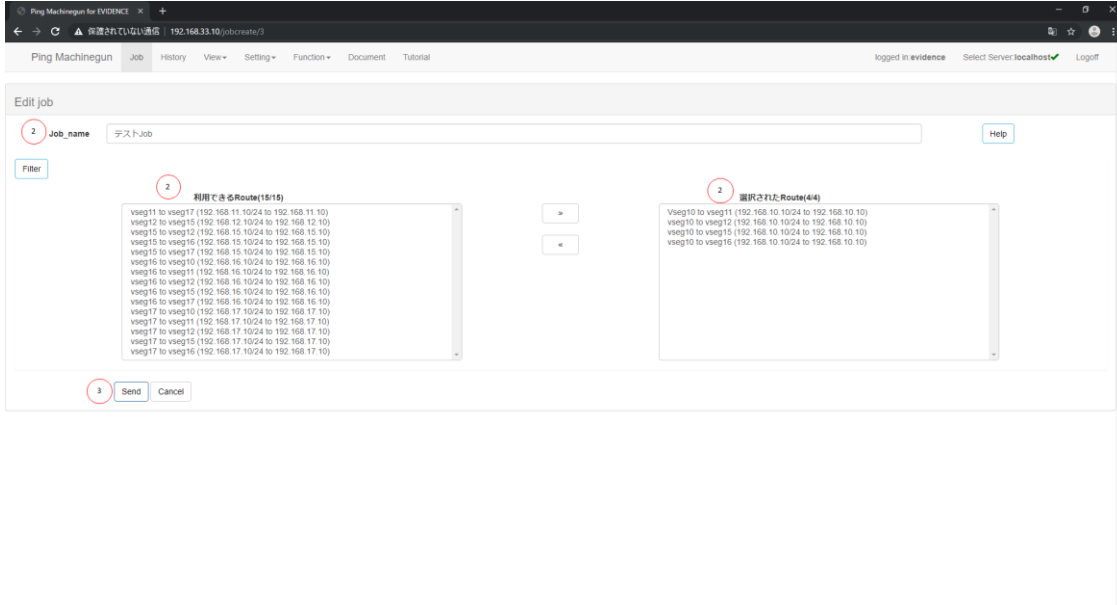 Ping Machinegun for EVIDENCE × +
保護されていない通信 | 192.168.33.10/jobcreate/3
Ping Machinegun Job History View Setting Function Document Tutorial logged in:evidence Select Server:localhost✔ Logoff
Edit job
2 Job_name テストJob Help
Filter
2 2
利用できるRoute(15/15) 選択されたRoute(4/4)
vseg11 to vseg17 (192.168.11.10/24 to 192.168.11.10)
vseg12 to vseg15 (192.168.12.10/24 to 192.168.12.10)
vseg15 to vseg12 (192.168.15.10/24 to 192.168.15.10)
vseg15 to vseg16 (192.168.15.10/24 to 192.168.15.10)
vseg15 to vseg17 (192.168.15.10/24 to 192.168.15.10)
vseg16 to vseg10 (192.168.16.10/24 to 192.168.16.10)
vseg16 to vseg11 (192.168.16.10/24 to 192.168.16.10)
vseg16 to vseg12 (192.168.16.10/24 to 192.168.16.10)
vseg16 to vseg15 (192.168.16.10/24 to 192.168.16.10)
vseg16 to vseg17 (192.168.16.10/24 to 192.168.16.10)
vseg17 to vseg10 (192.168.17.10/24 to 192.168.17.10)
vseg17 to vseg11 (192.168.17.10/24 to 192.168.17.10)
vseg17 to vseg12 (192.168.17.10/24 to 192.168.17.10)
vseg17 to vseg15 (192.168.17.10/24 to 192.168.17.10)
vseg17 to vseg16 (192.168.17.10/24 to 192.168.17.10)
»
«
Vseg10 to vseg11 (192.168.10.10/24 to 192.168.10.10)
vseg10 to vseg12 (192.168.10.10/24 to 192.168.10.10)
vseg10 to vseg15 (192.168.10.10/24 to 192.168.10.10)
vseg10 to vseg16 (192.168.10.10/24 to 192.168.10.10)
3 Send Cancel